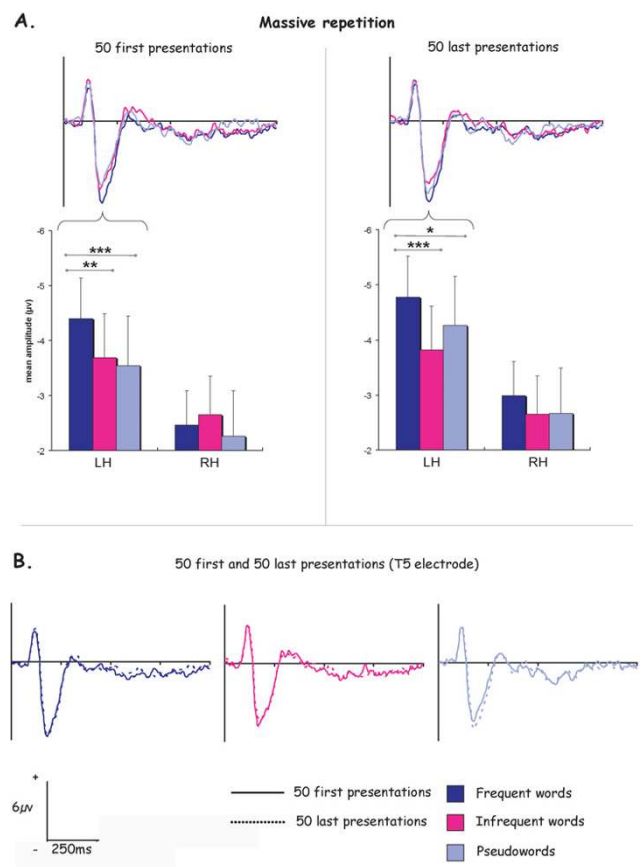 A. Massive repetition
50 first presentations
50 last presentations
-6
-5
-4
-3
-2
mean amplitude (µv)
***
**
LH
RH
-6
-5
-4
-3
-2
*
***
LH
RH
B. 50 first and 50 last presentations (T5 electrode)
+
6µv
-
250ms
50 first presentations
50 last presentations
Frequent words
Infrequent words
Pseudowords